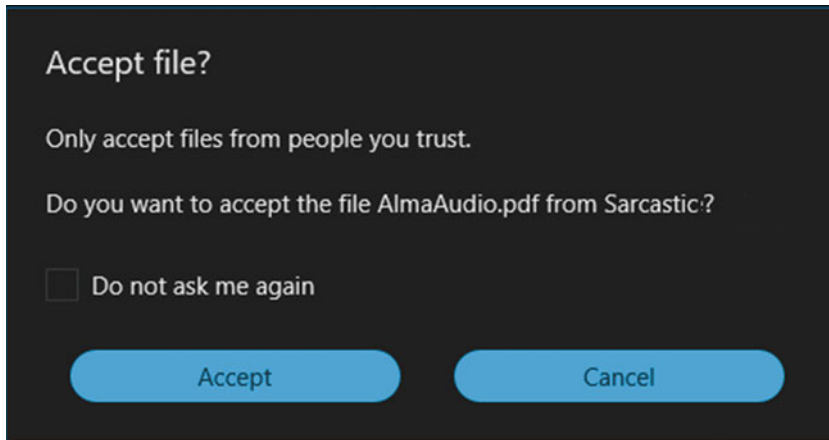 Accept file?
Only accept files from people you trust.
Do you want to accept the file AlmaAudio.pdf from Sarcastic?
Do not ask me again
Accept
Cancel